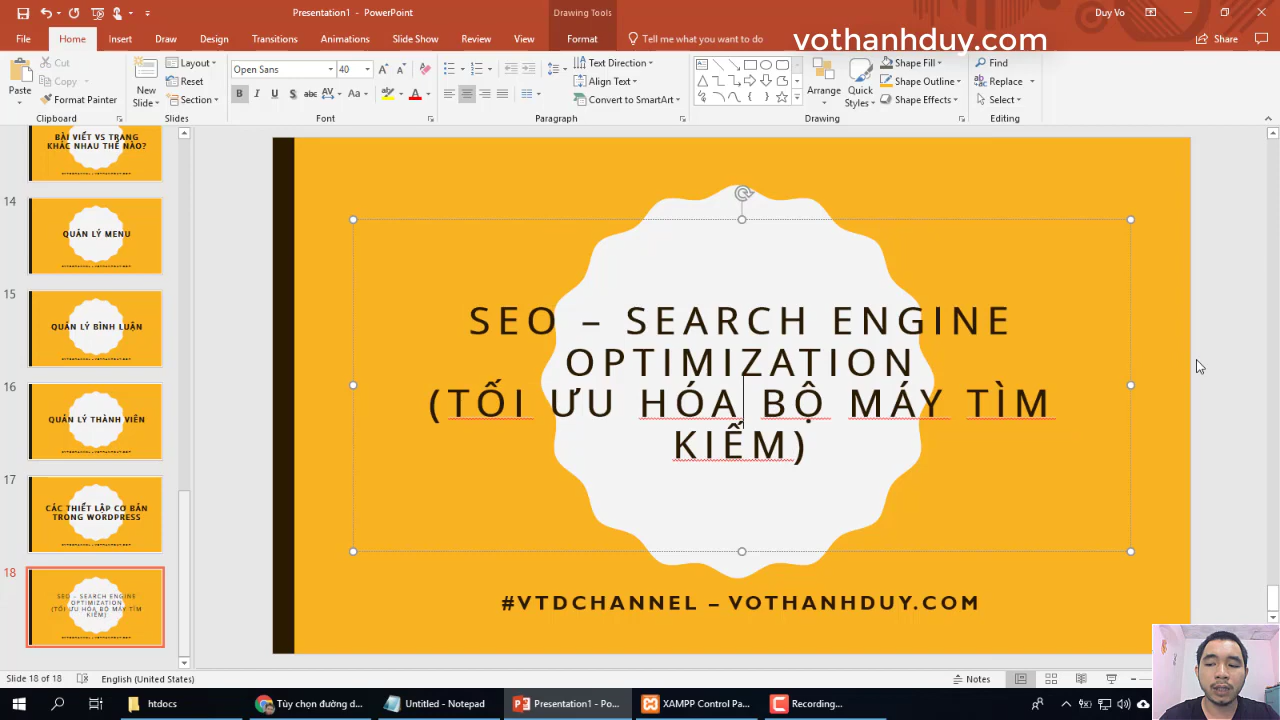 Presentation1 - PowerPoint
Drawing Tools
Duy Vo
File Home Insert Draw Design Transitions Animations Slide Show Review View Format Tell me what you want to do
vothanhduy.com
Share
Paste
Cut
Copy
Format Painter
Clipboard
New Slide
Layout
Reset
Section
Slides
Open Sans 40
B I U S abc AV Aa A
Font
Text Direction
Align Text
Convert to SmartArt
Paragraph
Arrange
Quick Styles
Shape Fill
Shape Outline
Shape Effects
Drawing
Find
Replace
Select
Editing
BÀI VIẾT VS TRANG
KHÁC NHAU THẾ NÀO?
14
QUẢN LÝ MENU
15
QUẢN LÝ BÌNH LUẬN
16
QUẢN LÝ THÀNH VIÊN
17
CÁC THIẾT LẬP CƠ BẢN
TRONG WORDPRESS
18
SEO – SEARCH ENGINE
OPTIMIZATION
(TỐI ƯU HÓA BỘ MÁY TÌM
KIẾM)
SEO – SEARCH ENGINE
OPTIMIZATION
(TỐI ƯU HÓA BỘ MÁY TÌM
KIẾM)
#VTDCHANNEL – VOTHANHDUY.COM
Slide 18 of 18
English (United States)
Notes
htdocs
Tùy chọn đường d...
Untitled - Notepad
Presentation1 - Po...
XAMPP Control Pa...
Recording...